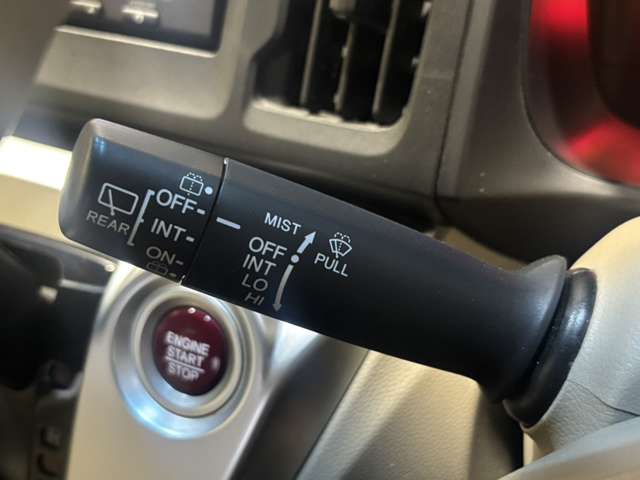 REAR
OFF-
INT-
ON-
MIST
OFF
INT
LO
HI
PULL
ENGINE
START
STOP